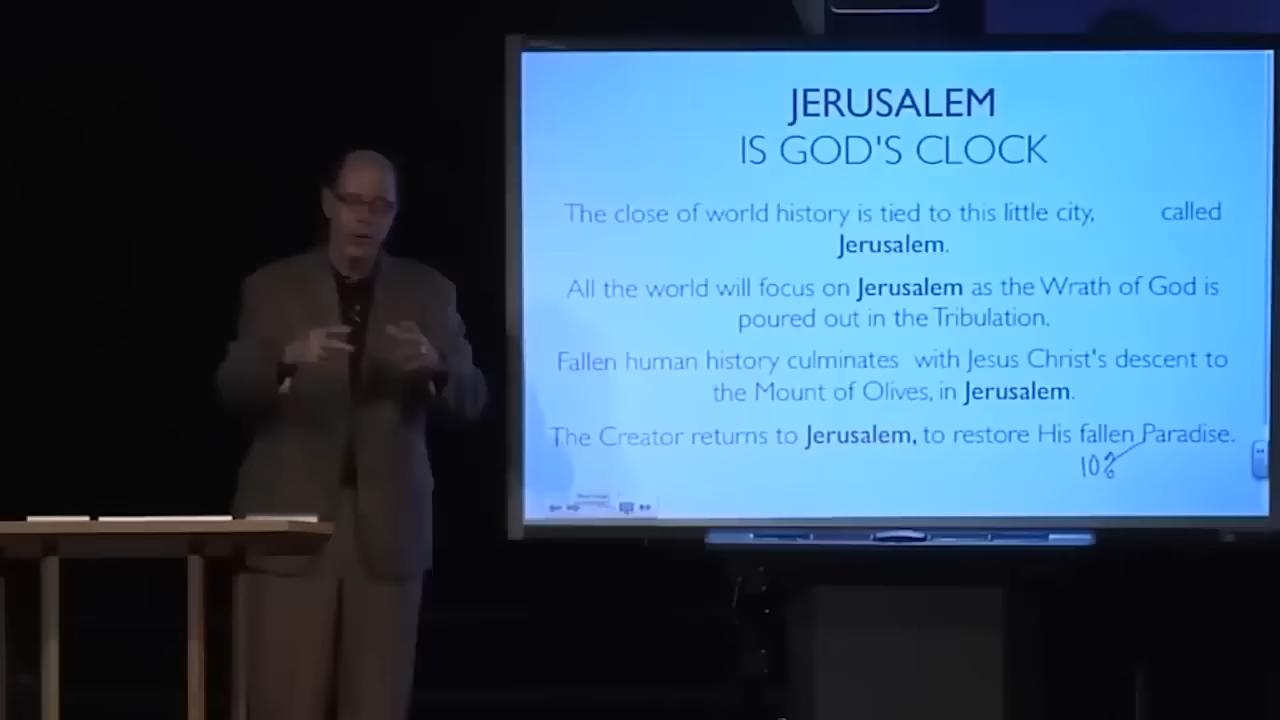 JERUSALEM
IS GOD'S CLOCK
The close of world history is tied to this little city, called
Jerusalem.
All the world will focus on Jerusalem as the Wrath of God is
poured out in the Tribulation.
Fallen human history culminates with Jesus Christ's descent to
the Mount of Olives, in Jerusalem.
The Creator returns to Jerusalem, to restore His fallen Paradise.
10%